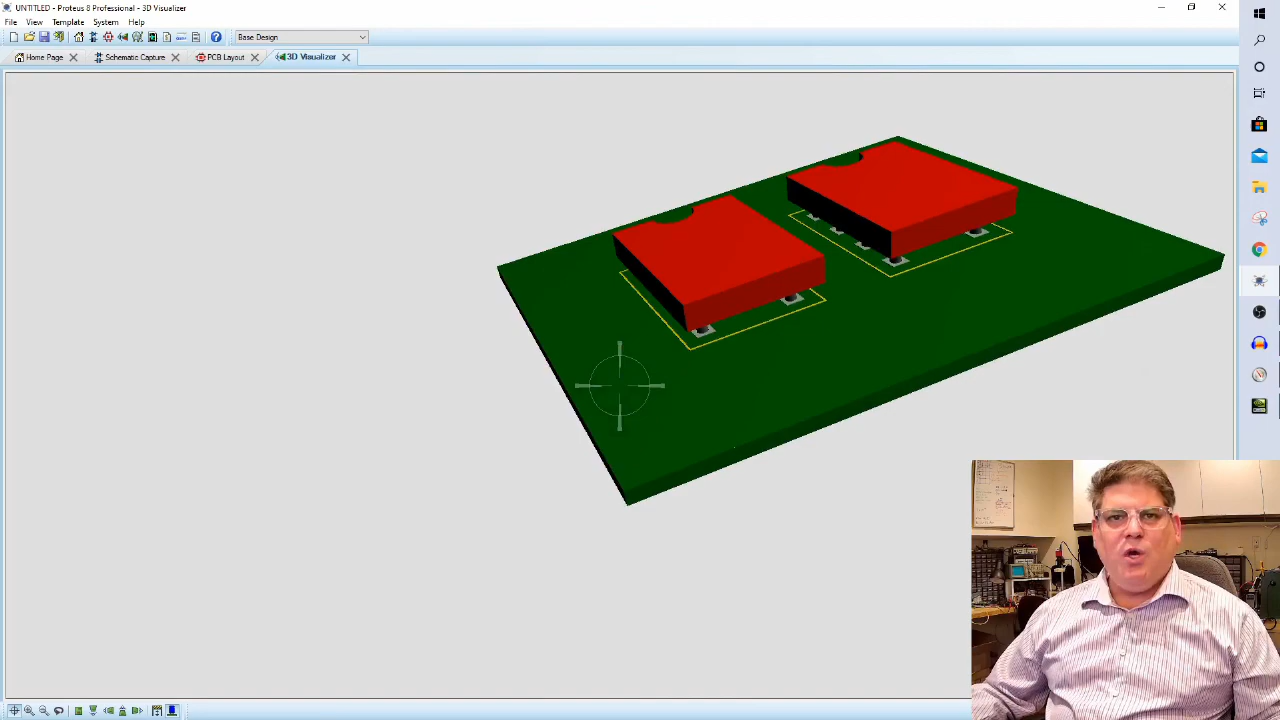 UNTITLED - Proteus 8 Professional - 3D Visualizer
File View Template System Help
Base Design
Home Page Schematic Capture PCB Layout 3D Visualizer